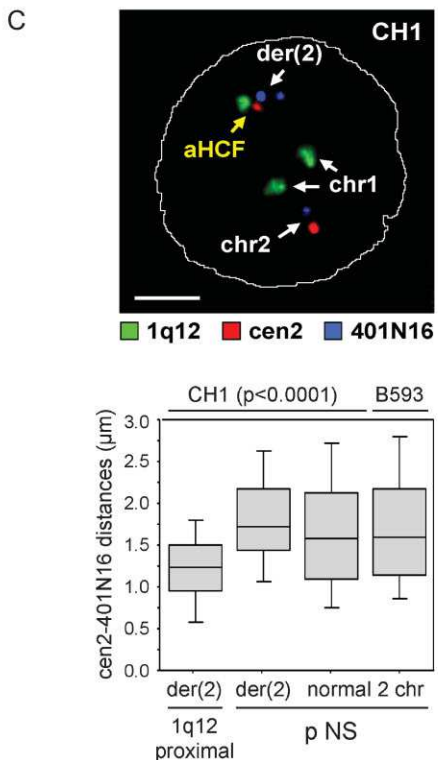 C
CH1
der(2)
aHCF
chr1
chr2
1q12 cen2 401N16
CH1 (p<0.0001) B593
cen2-401N16 distances (µm)
3.0
2.5
2.0
1.5
1.0
0.5
0.0
der(2) der(2) normal 2 chr
1q12 proximal p NS